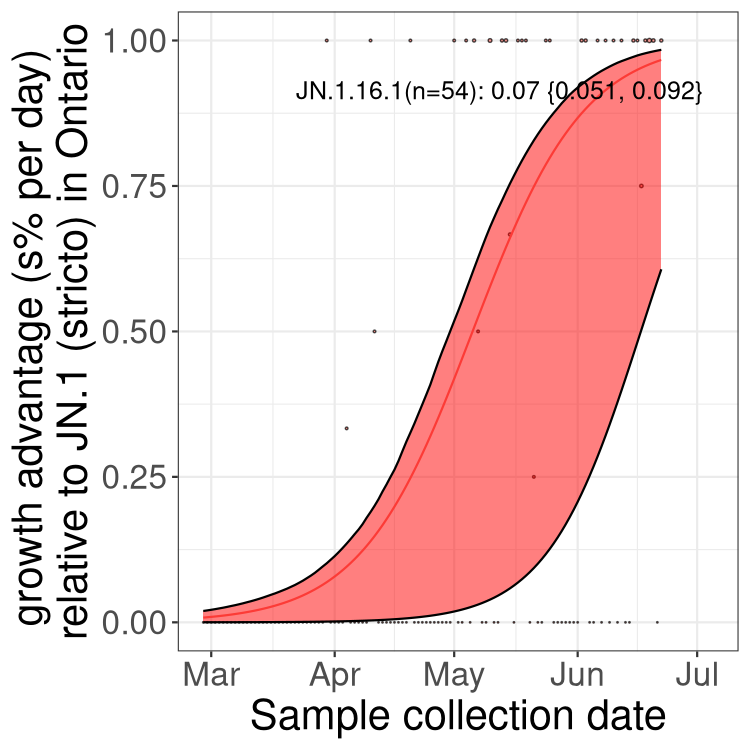 growth advantage (s% per day)
relative to JN.1 (stricto) in Ontario
1.00
0.75
0.50
0.25
0.00
JN.1.16.1(n=54): 0.07 {0.051, 0.092}
Mar Apr May Jun Jul
Sample collection date